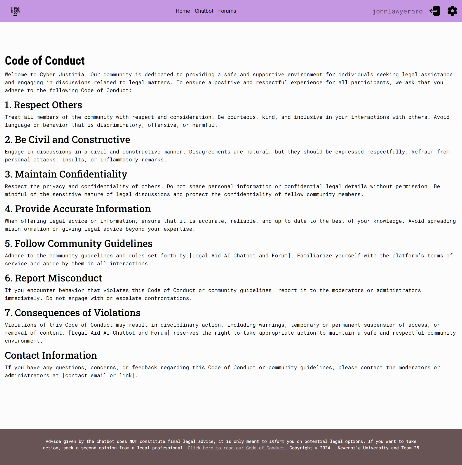 Home Chatbot Forums
johnlawyerpro
Code of Conduct
Welcome to Cyber Justitia. Our community is dedicated to providing a safe and supportive environment for individuals seeking legal assistance
and engaging in discussions related to legal matters. To ensure a positive and respectful experience for all participants, we ask that you
adhere to the following Code of Conduct:
1. Respect Others
Treat all members of the community with respect and consideration. Be courteous, kind, and inclusive in your interactions with others. Avoid
language or behavior that is discriminatory, offensive, or harmful.
2. Be Civil and Constructive
Engage in discussions in a civil and constructive manner. Disagreements are natural, but they should be expressed respectfully. Refrain from
personal attacks, insults, or inflammatory remarks.
3. Maintain Confidentiality
Respect the privacy and confidentiality of others. Do not share personal information or confidential legal details without permission. Be
mindful of the sensitive nature of legal discussions and protect the confidentiality of fellow community members.
4. Provide Accurate Information
When offering legal advice or information, ensure that it is accurate, reliable, and up to date to the best of your knowledge. Avoid spreading
misinformation or giving legal advice beyond your expertise.
5. Follow Community Guidelines
Adhere to the community guidelines and rules set forth by [Legal Aid AI Chatbot and Forum]. Familiarize yourself with the platform's terms of
service and abide by them in all interactions.
6. Report Misconduct
If you encounter behavior that violates this Code of Conduct or community guidelines, report it to the moderators or administrators
immediately. Do not engage with or escalate confrontations.
7. Consequences of Violations
Violations of this Code of Conduct may result in disciplinary action, including warnings, temporary or permanent suspension of access, or
removal of content. [Legal Aid AI Chatbot and Forum] reserves the right to take appropriate action to maintain a safe and respectful community
environment.
Contact Information
If you have any questions, concerns, or feedback regarding this Code of Conduct or community guidelines, please contact the moderators or
administrators at [contact email or link].
Advice given by the chatbot does NOT constitute final legal advice, it is only meant to inform you on potential legal options. If you want to take
action, seek a second opinion from a legal professional. Click here to read our Code of Conduct. Copyright © 2024 - Newcastle University and Team 25